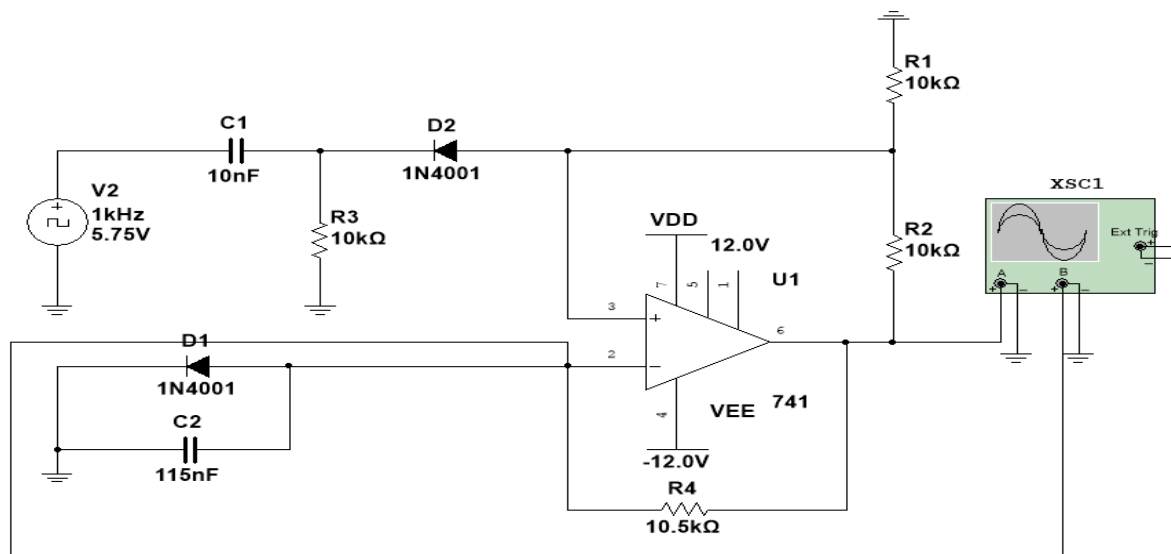 R1
10kΩ
C1
10nF
D2
1N4001
V2
1kHz
5.75V
R3
10kΩ
VDD
12.0V
R2
10kΩ
XSC1
Ext Trig
+
−
A
B
+
−
+
−
U1
7
5
1
3
+
6
2
−
4
741
VEE
-12.0V
D1
1N4001
C2
115nF
R4
10.5kΩ